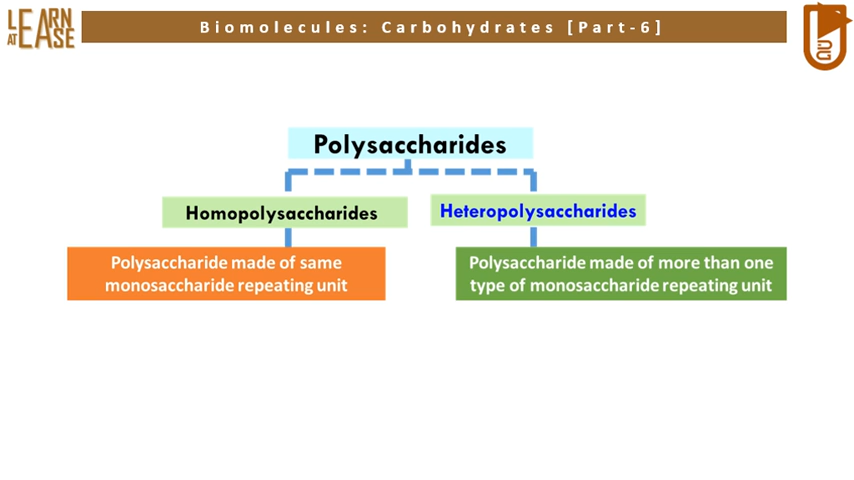 LEARN
AT EASE
Biomolecules: Carbohydrates [Part-6]
Polysaccharides
Homopolysaccharides
Heteropolysaccharides
Polysaccharide made of same
monosaccharide repeating unit
Polysaccharide made of more than one
type of monosaccharide repeating unit